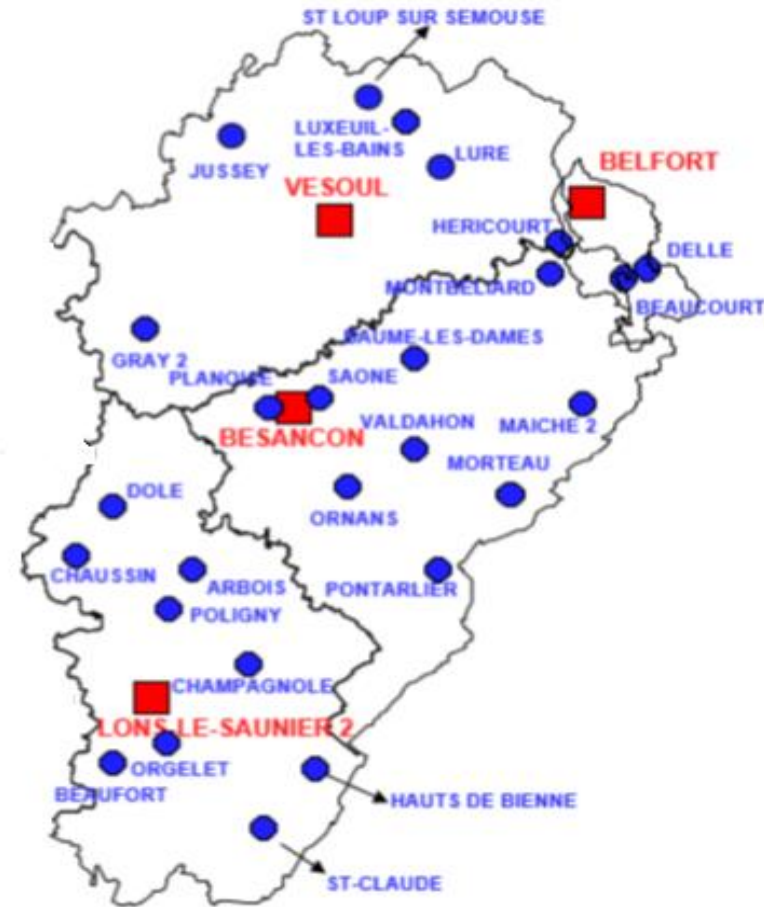 ST LOUP SUR SEMOUSE
LUXEUIL-
LES-BAINS
LURE
JUSSEY
VESOUL
BELFORT
HERICOURT
DELLE
MONTBELIARD
BEAUCOURT
GRAY 2
BAUME-LES-DAMES
PLANOISE
SAONE
BESANCON
VALDAHON
MAICHE 2
MORTEAU
ORNANS
DOLE
CHAUSSIN
ARBOIS
PONTARLIER
POLIGNY
CHAMPAGNOLE
LONS-LE-SAUNIER 2
ORGELET
BEAUFORT
HAUTS DE BIENNE
ST-CLAUDE